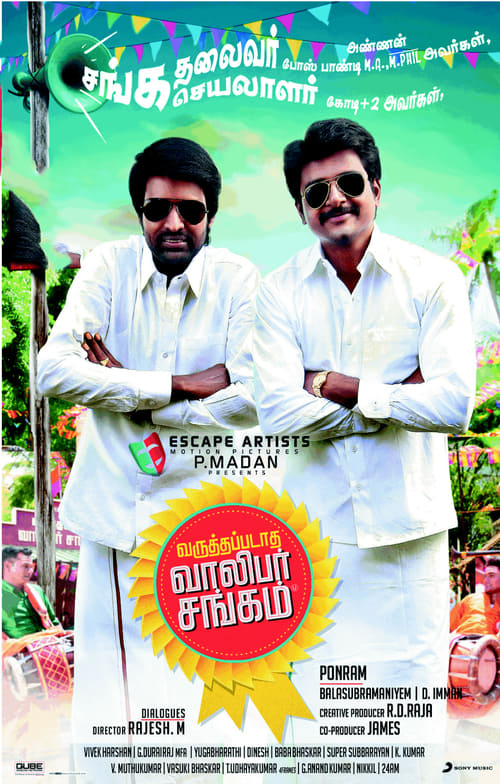 சங்க தலைவர் போஸ் பாண்டி M.A.,M.PHIL அவர்கள்,
அண்ணன்
செயலாளர் கோடி+2 அவர்கள்,
ESCAPE ARTISTS
MOTION PICTURES
P.MADAN
PRESENTS
வருத்தப்படாத
வாலிபர்
சங்கம்
PONRAM
BALASUBRAMANIYEM | D. IMMAN
CREATIVE PRODUCER R.D.RAJA
CO-PRODUCER JAMES
DIALOGUES
DIRECTOR RAJESH. M
VIVEK HARSHAN | G.DURAIRAJ MFA | YUGABHARATHI | DINESH | BABA BHASKAR | SUPER SUBBARAYAN | K. KUMAR
V. MUTHUKUMAR | VASUKI BHASKAR | T.UDHAYAKUMAR 4FRAMES | G.ANAND KUMAR | NIKKIL | 24AM
QUBE
SONY MUSIC